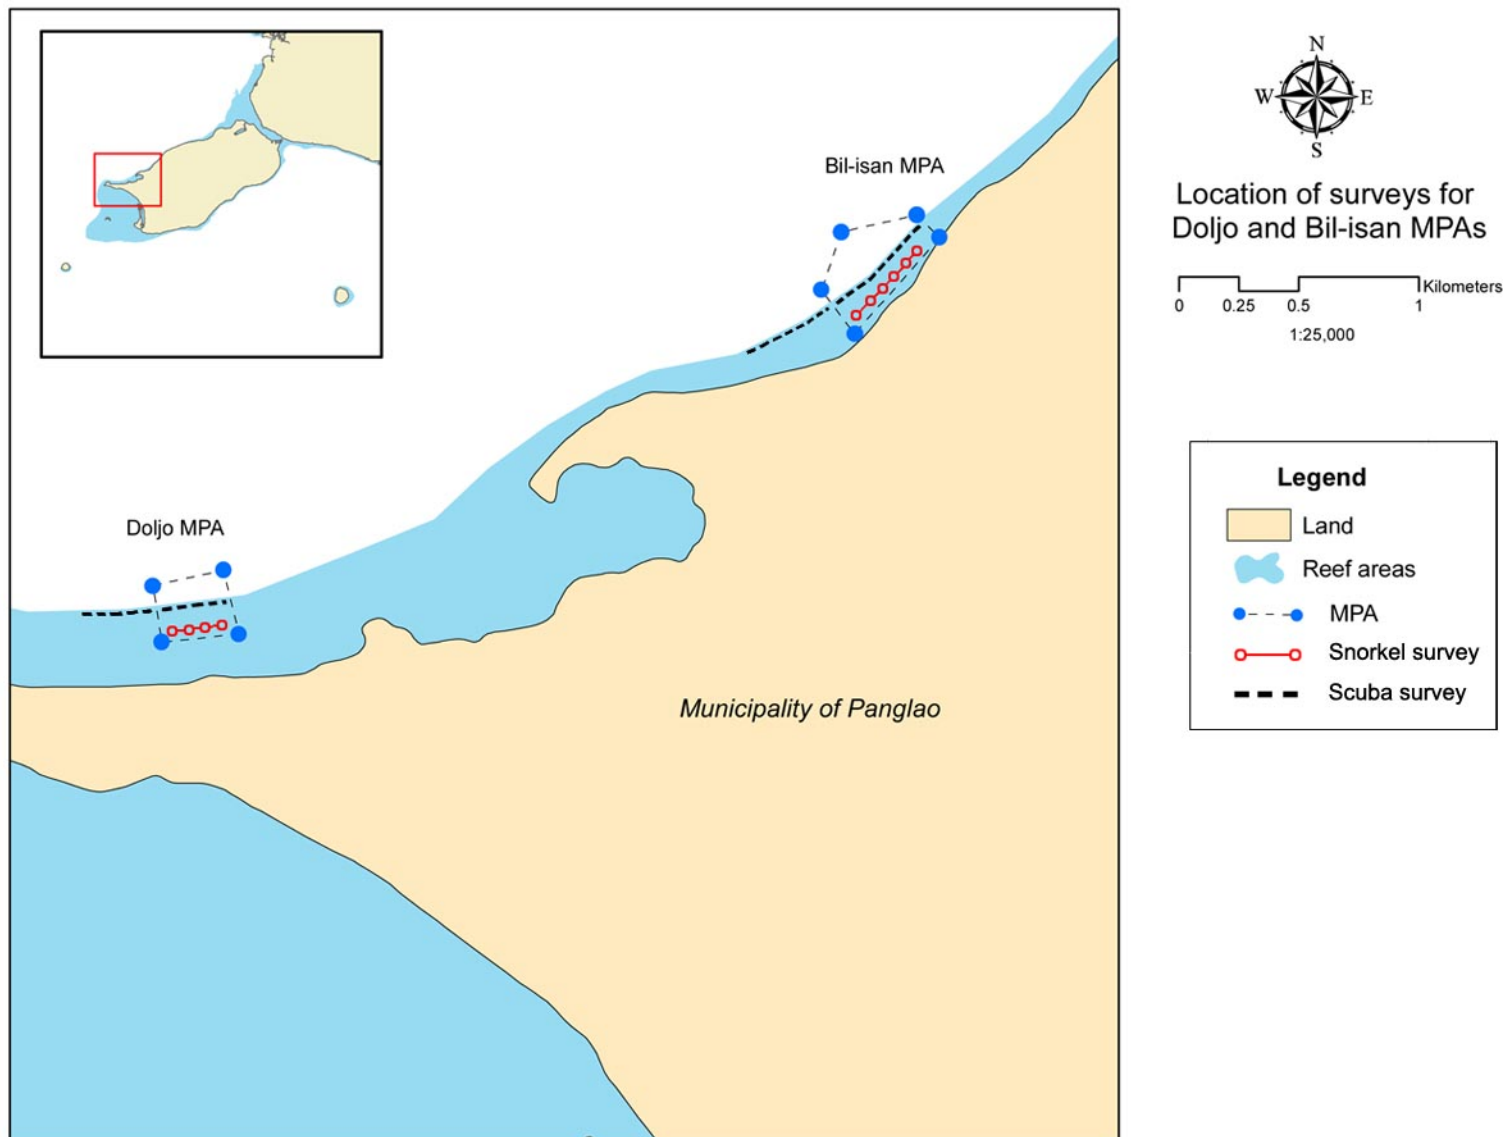 N
W E
S
Location of surveys for
Doljo and Bil-isan MPAs
Kilometers
0 0.25 0.5 1
1:25,000
Bil-isan MPA
Doljo MPA
Municipality of Panglao
Legend
Land
Reef areas
MPA
Snorkel survey
Scuba survey